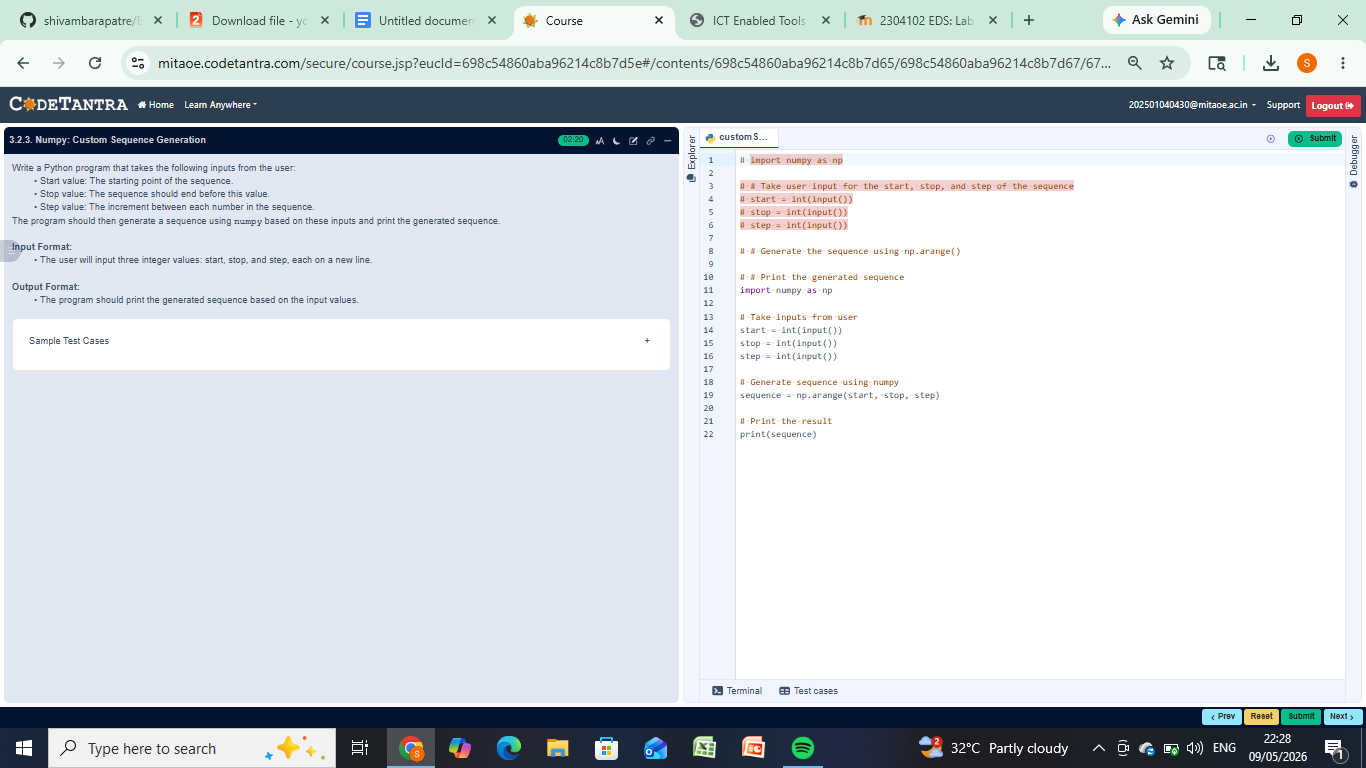 shivambarapatre/E
Download file - yo
Untitled documen
Course
ICT Enabled Tools
2304102 EDS: Lab
Ask Gemini
mitaoe.codetantra.com/secure/course.jsp?eucId=698c54860aba96214c8b7d5e#/contents/698c54860aba96214c8b7d65/698c54860aba96214c8b7d67/67...
S
CODETANTRA
Home
Learn Anywhere
202501040430@mitaoe.ac.in
Support
Logout
3.2.3. Numpy: Custom Sequence Generation
02:20
Write a Python program that takes the following inputs from the user:
• Start value: The starting point of the sequence.
• Stop value: The sequence should end before this value.
• Step value: The increment between each number in the sequence.
The program should then generate a sequence using numpy based on these inputs and print the generated sequence.
Input Format:
• The user will input three integer values: start, stop, and step, each on a new line.
Output Format:
• The program should print the generated sequence based on the input values.
Sample Test Cases
+
Explorer
customS...
Submit
Debugger
1 # import numpy as np
2
3 # # Take user input for the start, stop, and step of the sequence
4 # start = int(input())
5 # stop = int(input())
6 # step = int(input())
7
8 # # Generate the sequence using np.arange()
9
10 # # Print the generated sequence
11 import numpy as np
12
13 # Take inputs from user
14 start = int(input())
15 stop = int(input())
16 step = int(input())
17
18 # Generate sequence using numpy
19 sequence = np.arange(start, stop, step)
20
21 # Print the result
22 print(sequence)
Terminal
Test cases
‹ Prev
Reset
Submit
Next ›
Type here to search
32°C Partly cloudy
ENG
22:28
09/05/2026